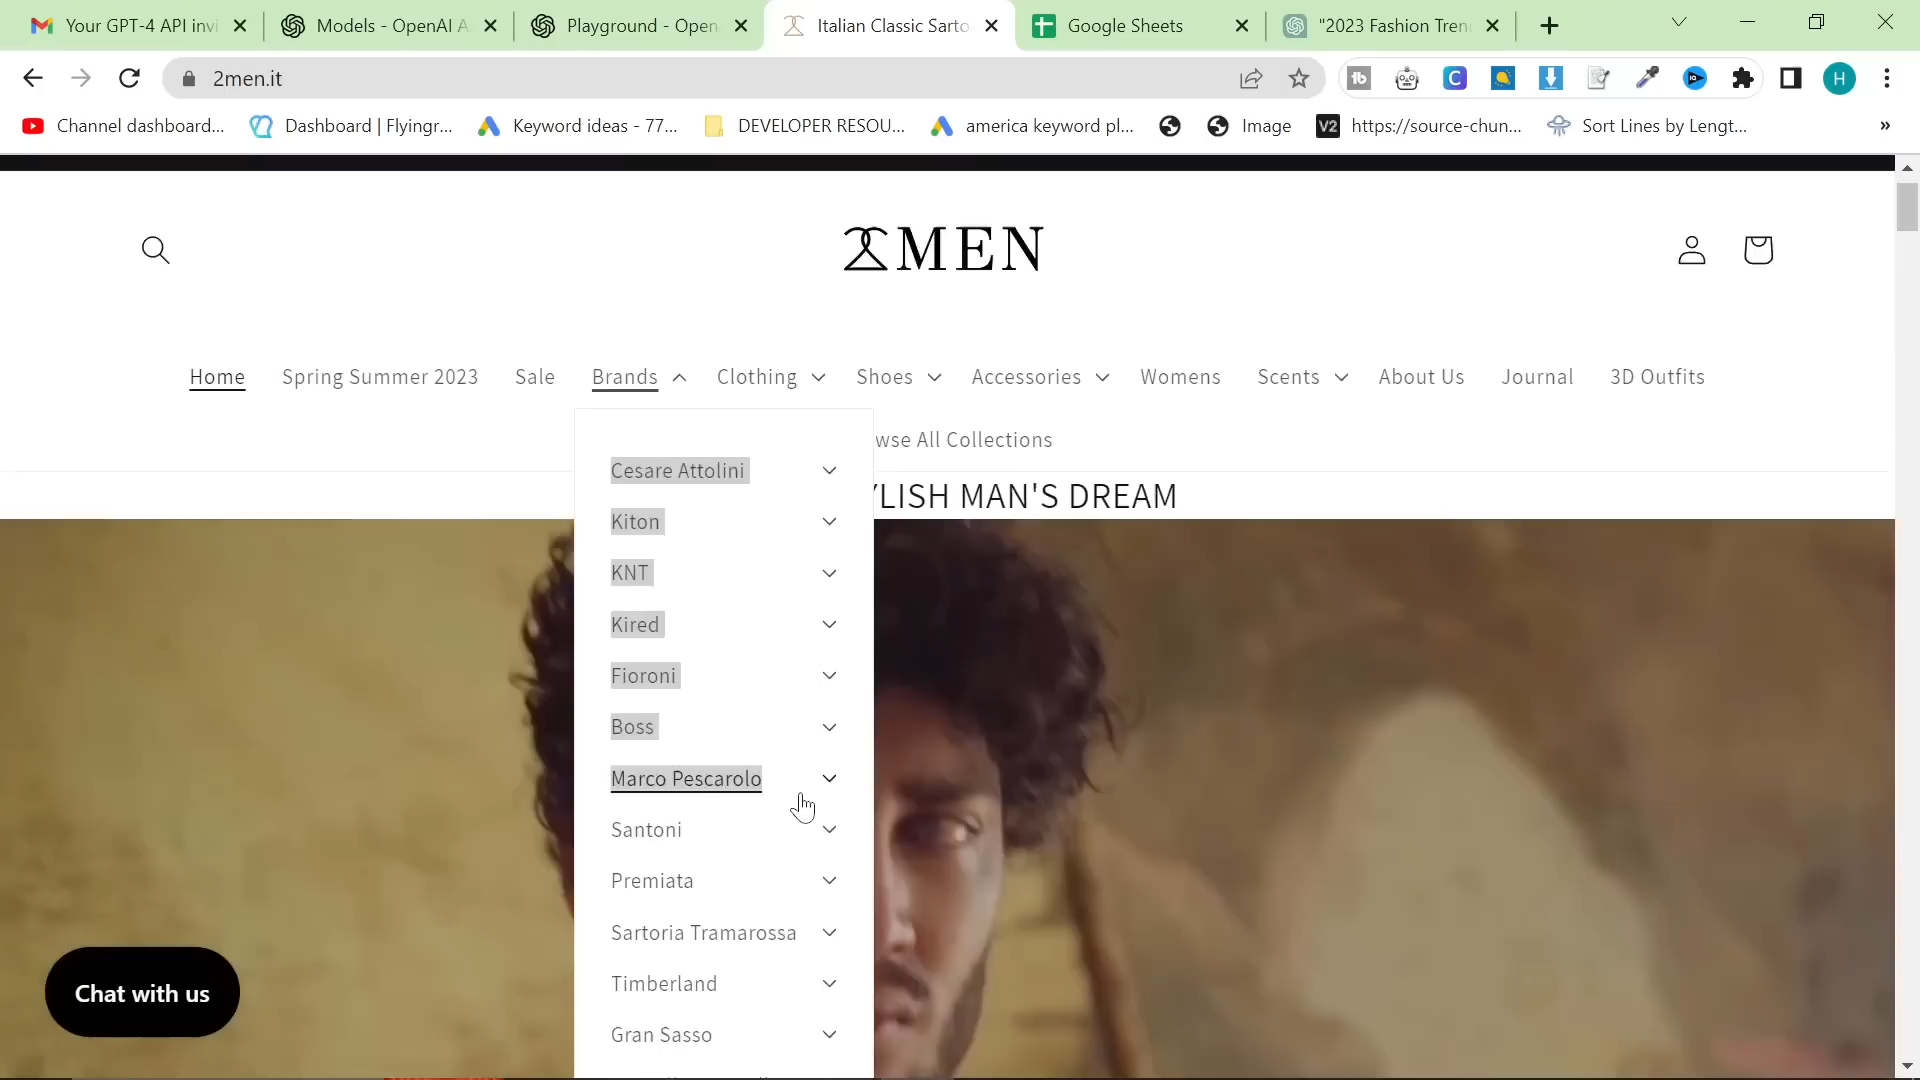 Your GPT-4 API invi
Models - OpenAI A
Playground - Open
Italian Classic Sarto
Google Sheets
"2023 Fashion Tren
2men.it
H
Channel dashboard...
Dashboard | Flyingr...
Keyword ideas - 77...
DEVELOPER RESOU...
america keyword pl...
Image
V2 https://source-chun...
Sort Lines by Lengt...
»
2MEN
Home Spring Summer 2023 Sale Brands Clothing Shoes Accessories Womens Scents About Us Journal 3D Outfits
wse All Collections
YLISH MAN'S DREAM
Cesare Attolini
Kiton
KNT
Kired
Fioroni
Boss
Marco Pescarolo
Santoni
Premiata
Sartoria Tramarossa
Timberland
Gran Sasso
Chat with us